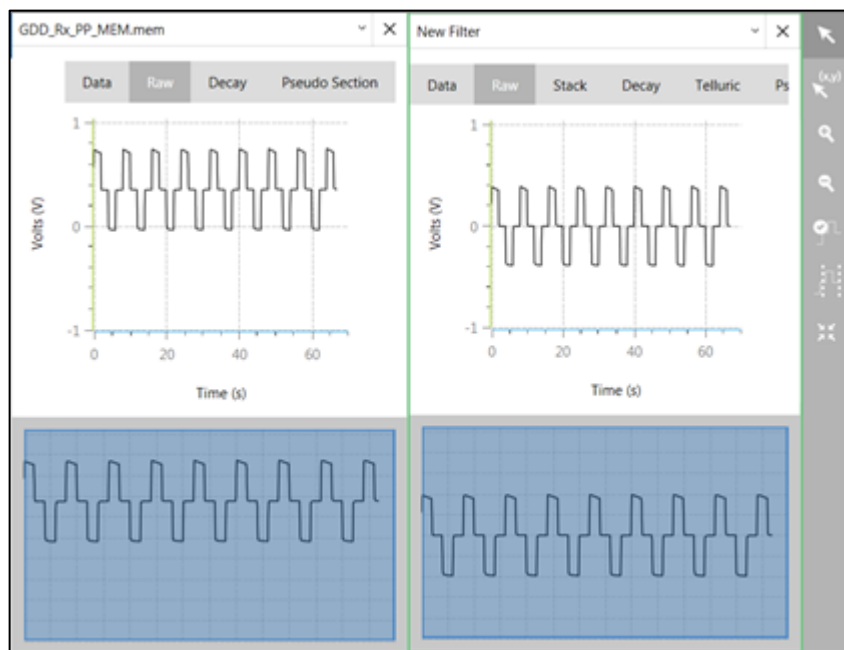 GDD_Rx_PP_MEM.mem
Data Raw Decay Pseudo Section
1
0
-1
Volts (V)
0 20 40 60
Time (s)
New Filter
Data Raw Stack Decay Telluric Ps
1
0
-1
Volts (V)
0 20 40 60
Time (s)
(x,y)